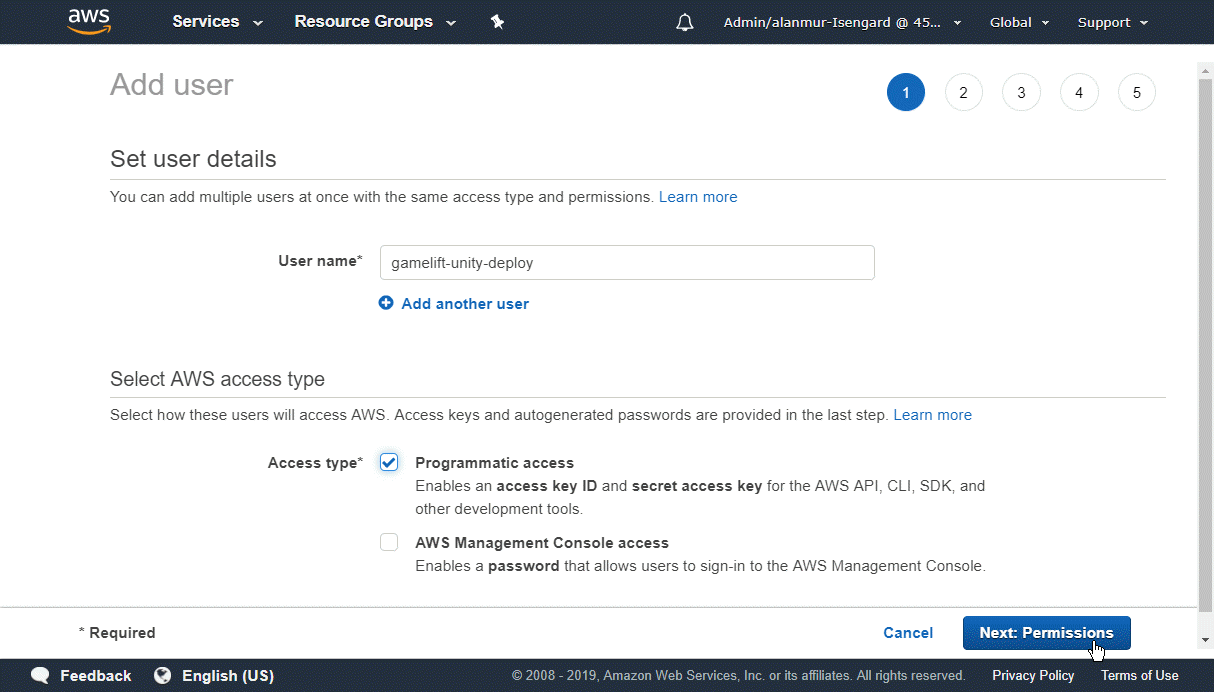 aws Services Resource Groups Admin/alanmur-Isengard @ 45... Global Support
Add user 1 2 3 4 5
Set user details
You can add multiple users at once with the same access type and permissions. Learn more
User name* gamelift-unity-deploy
Add another user
Select AWS access type
Select how these users will access AWS. Access keys and autogenerated passwords are provided in the last step. Learn more
Access type* Programmatic access
Enables an access key ID and secret access key for the AWS API, CLI, SDK, and
other development tools.
AWS Management Console access
Enables a password that allows users to sign-in to the AWS Management Console.
* Required Cancel Next: Permissions
Feedback English (US) © 2008 - 2019, Amazon Web Services, Inc. or its affiliates. All rights reserved. Privacy Policy Terms of Use